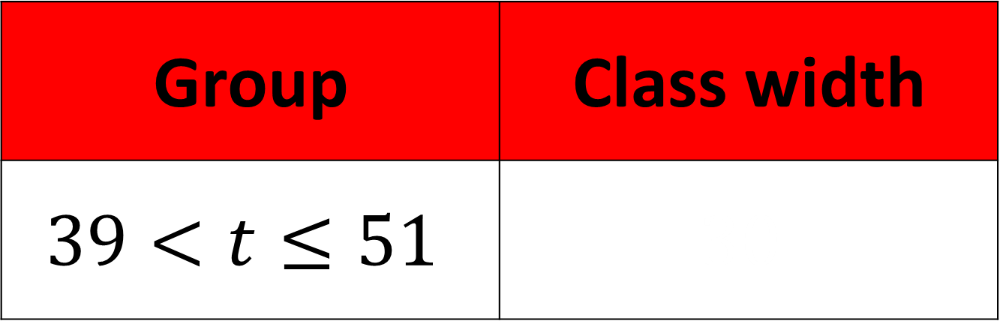 Group Class width
39 < t ≤ 51